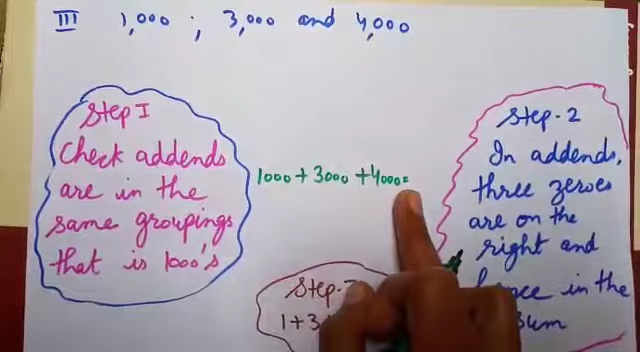 III 1,000 ; 3,000 and 4,000
Step I
Check addends
are in the
same groupings
that is 1000's
1000 + 3000 + 4000 =
Step - 2
In addends,
three zeroes
are on the
right and
in the
Sum
Step -
1 + 3